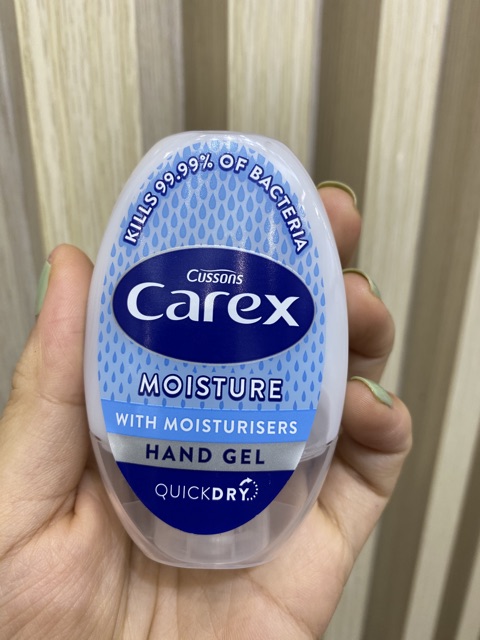 KILLS 99.99% OF BACTERIA
Cussons
Carex
MOISTURE
WITH MOISTURISERS
HAND GEL
QUICKDRY